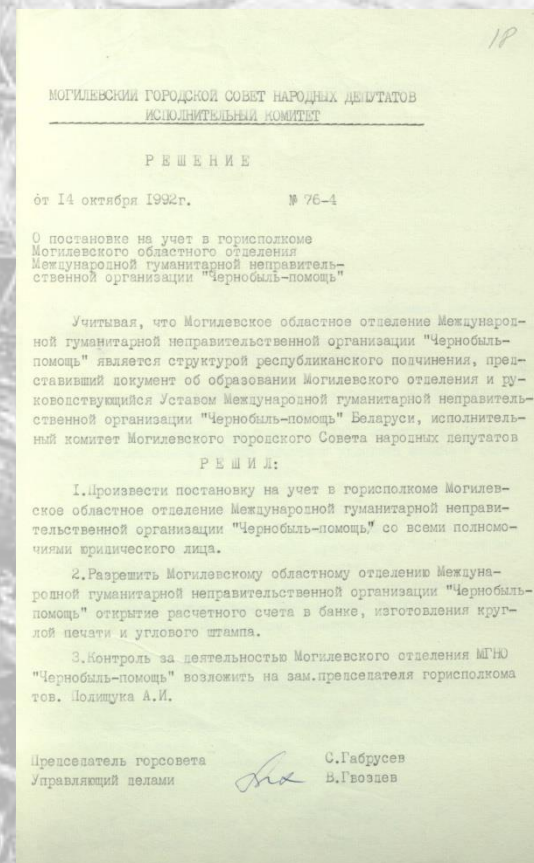 18
МОГИЛЕВСКИЙ ГОРОДСКОЙ СОВЕТ НАРОДНЫХ ДЕПУТАТОВ
ИСПОЛНИТЕЛЬНЫЙ КОМИТЕТ
Р Е Ш Е Н И Е
от 14 октября 1992г. № 76-4
О постановке на учет в горисполкоме
Могилевского областного отделения
Международной гуманитарной неправитель-
ственной организации "Чернобыль-помощь"
Учитывая, что Могилевское областное отделение Международ-
ной гуманитарной неправительственной организации "Чернобыль-
помощь" является структурой республиканского подчинения, пред-
ставивший документ об образовании Могилевского отделения и ру-
ководствующийся Уставом Международной гуманитарной неправитель-
ственной организации "Чернобыль-помощь" Беларуси, исполнитель-
ный комитет Могилевского городского Совета народных депутатов
Р Е Ш И Л:
1.Произвести постановку на учет в горисполкоме Могилев-
ское областное отделение Международной гуманитарной неправи-
тельственной организации "Чернобыль-помощь", со всеми полномо-
чиями юридического лица.
2.Разрешить Могилевскому областному отделению Междуна-
родной гуманитарной неправительственной организации "Чернобыль-
помощь" открытие расчетного счета в банке, изготовления круг-
лой печати и углового штампа.
3.Контроль за деятельностью Могилевского отделения МГНО
"Чернобыль-помощь" возложить на зам.председателя горисполкома
тов. Полищука А.И.
Председатель горсовета С.Габрусев
Управляющий делами В.Гвоздев